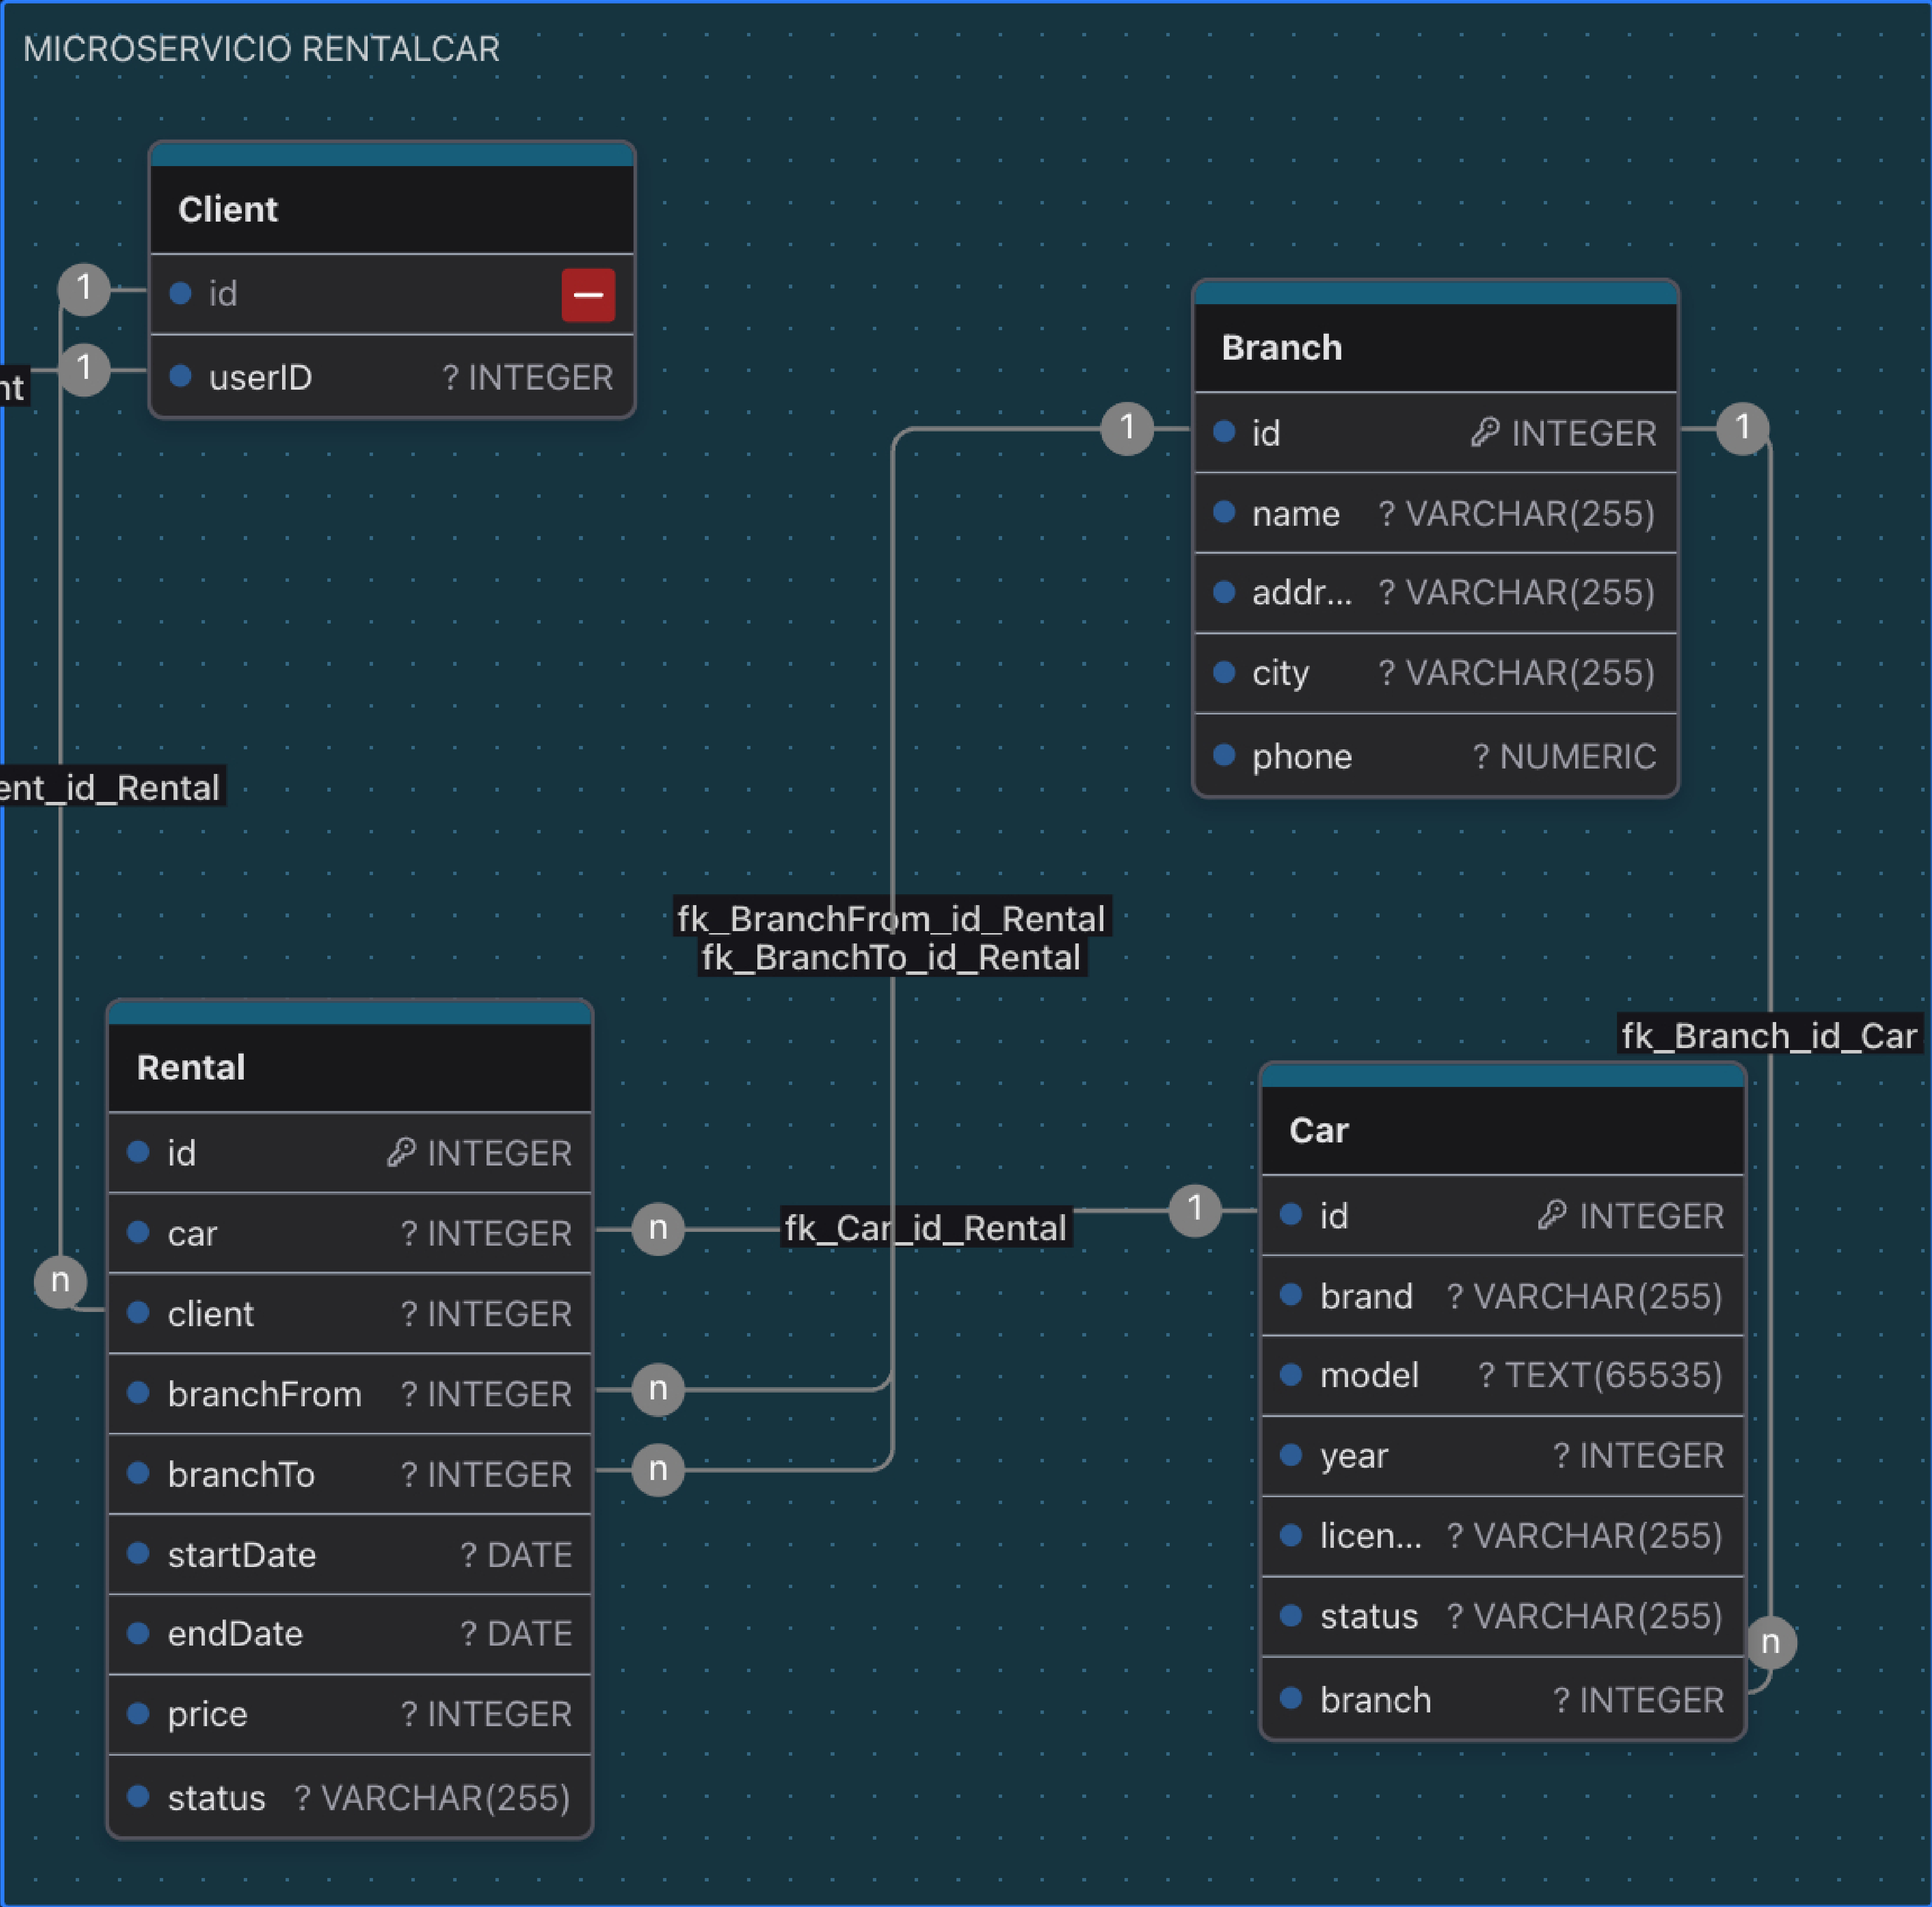 MICROSERVICIO RENTALCAR
Client
1 id
1 userID ? INTEGER
nt
ent_id_Rental
Branch
1 id INTEGER 1
name ? VARCHAR(255)
addr... ? VARCHAR(255)
city ? VARCHAR(255)
phone ? NUMERIC
fk_BranchFrom_id_Rental
fk_BranchTo_id_Rental
fk_Branch_id_Car
Rental
id INTEGER
car ? INTEGER n
n client ? INTEGER
branchFrom ? INTEGER n
branchTo ? INTEGER n
startDate ? DATE
endDate ? DATE
price ? INTEGER
status ? VARCHAR(255)
fk_Car_id_Rental
Car
1 id INTEGER
brand ? VARCHAR(255)
model ? TEXT(65535)
year ? INTEGER
licen... ? VARCHAR(255)
status ? VARCHAR(255)
n
branch ? INTEGER